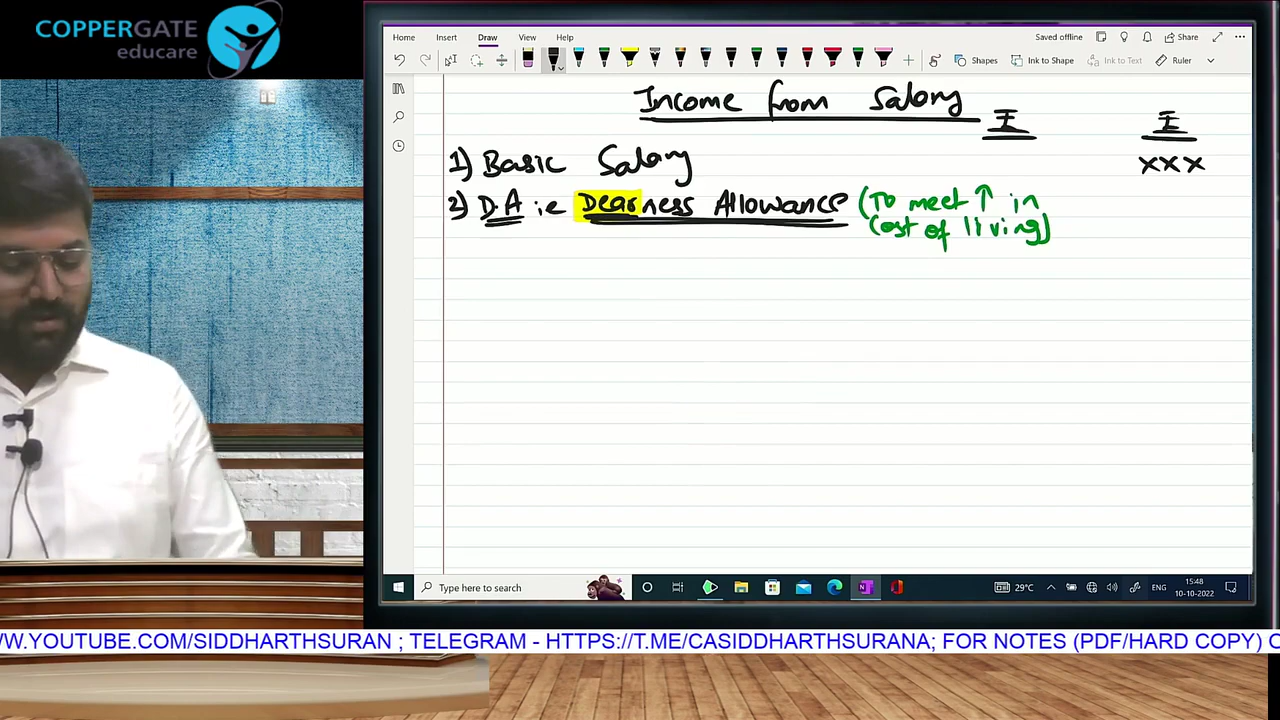 COPPERGATE
educare
Home Insert Draw View Help
Saved offline
Share
Shapes
Ink to Shape
Ink to Text
Ruler
Income from Salary
I I
1) Basic Salary xxx
2) D.A ie Dearness Allowance (To meet ↑ in
Cost of living)
Type here to search
29°C
ENG
15:48
10-10-2022
WW.YOUTUBE.COM/SIDDHARTHSURAN ; TELEGRAM - HTTPS://T.ME/CASIDDHARTHSURANA; FOR NOTES (PDF/HARD COPY)